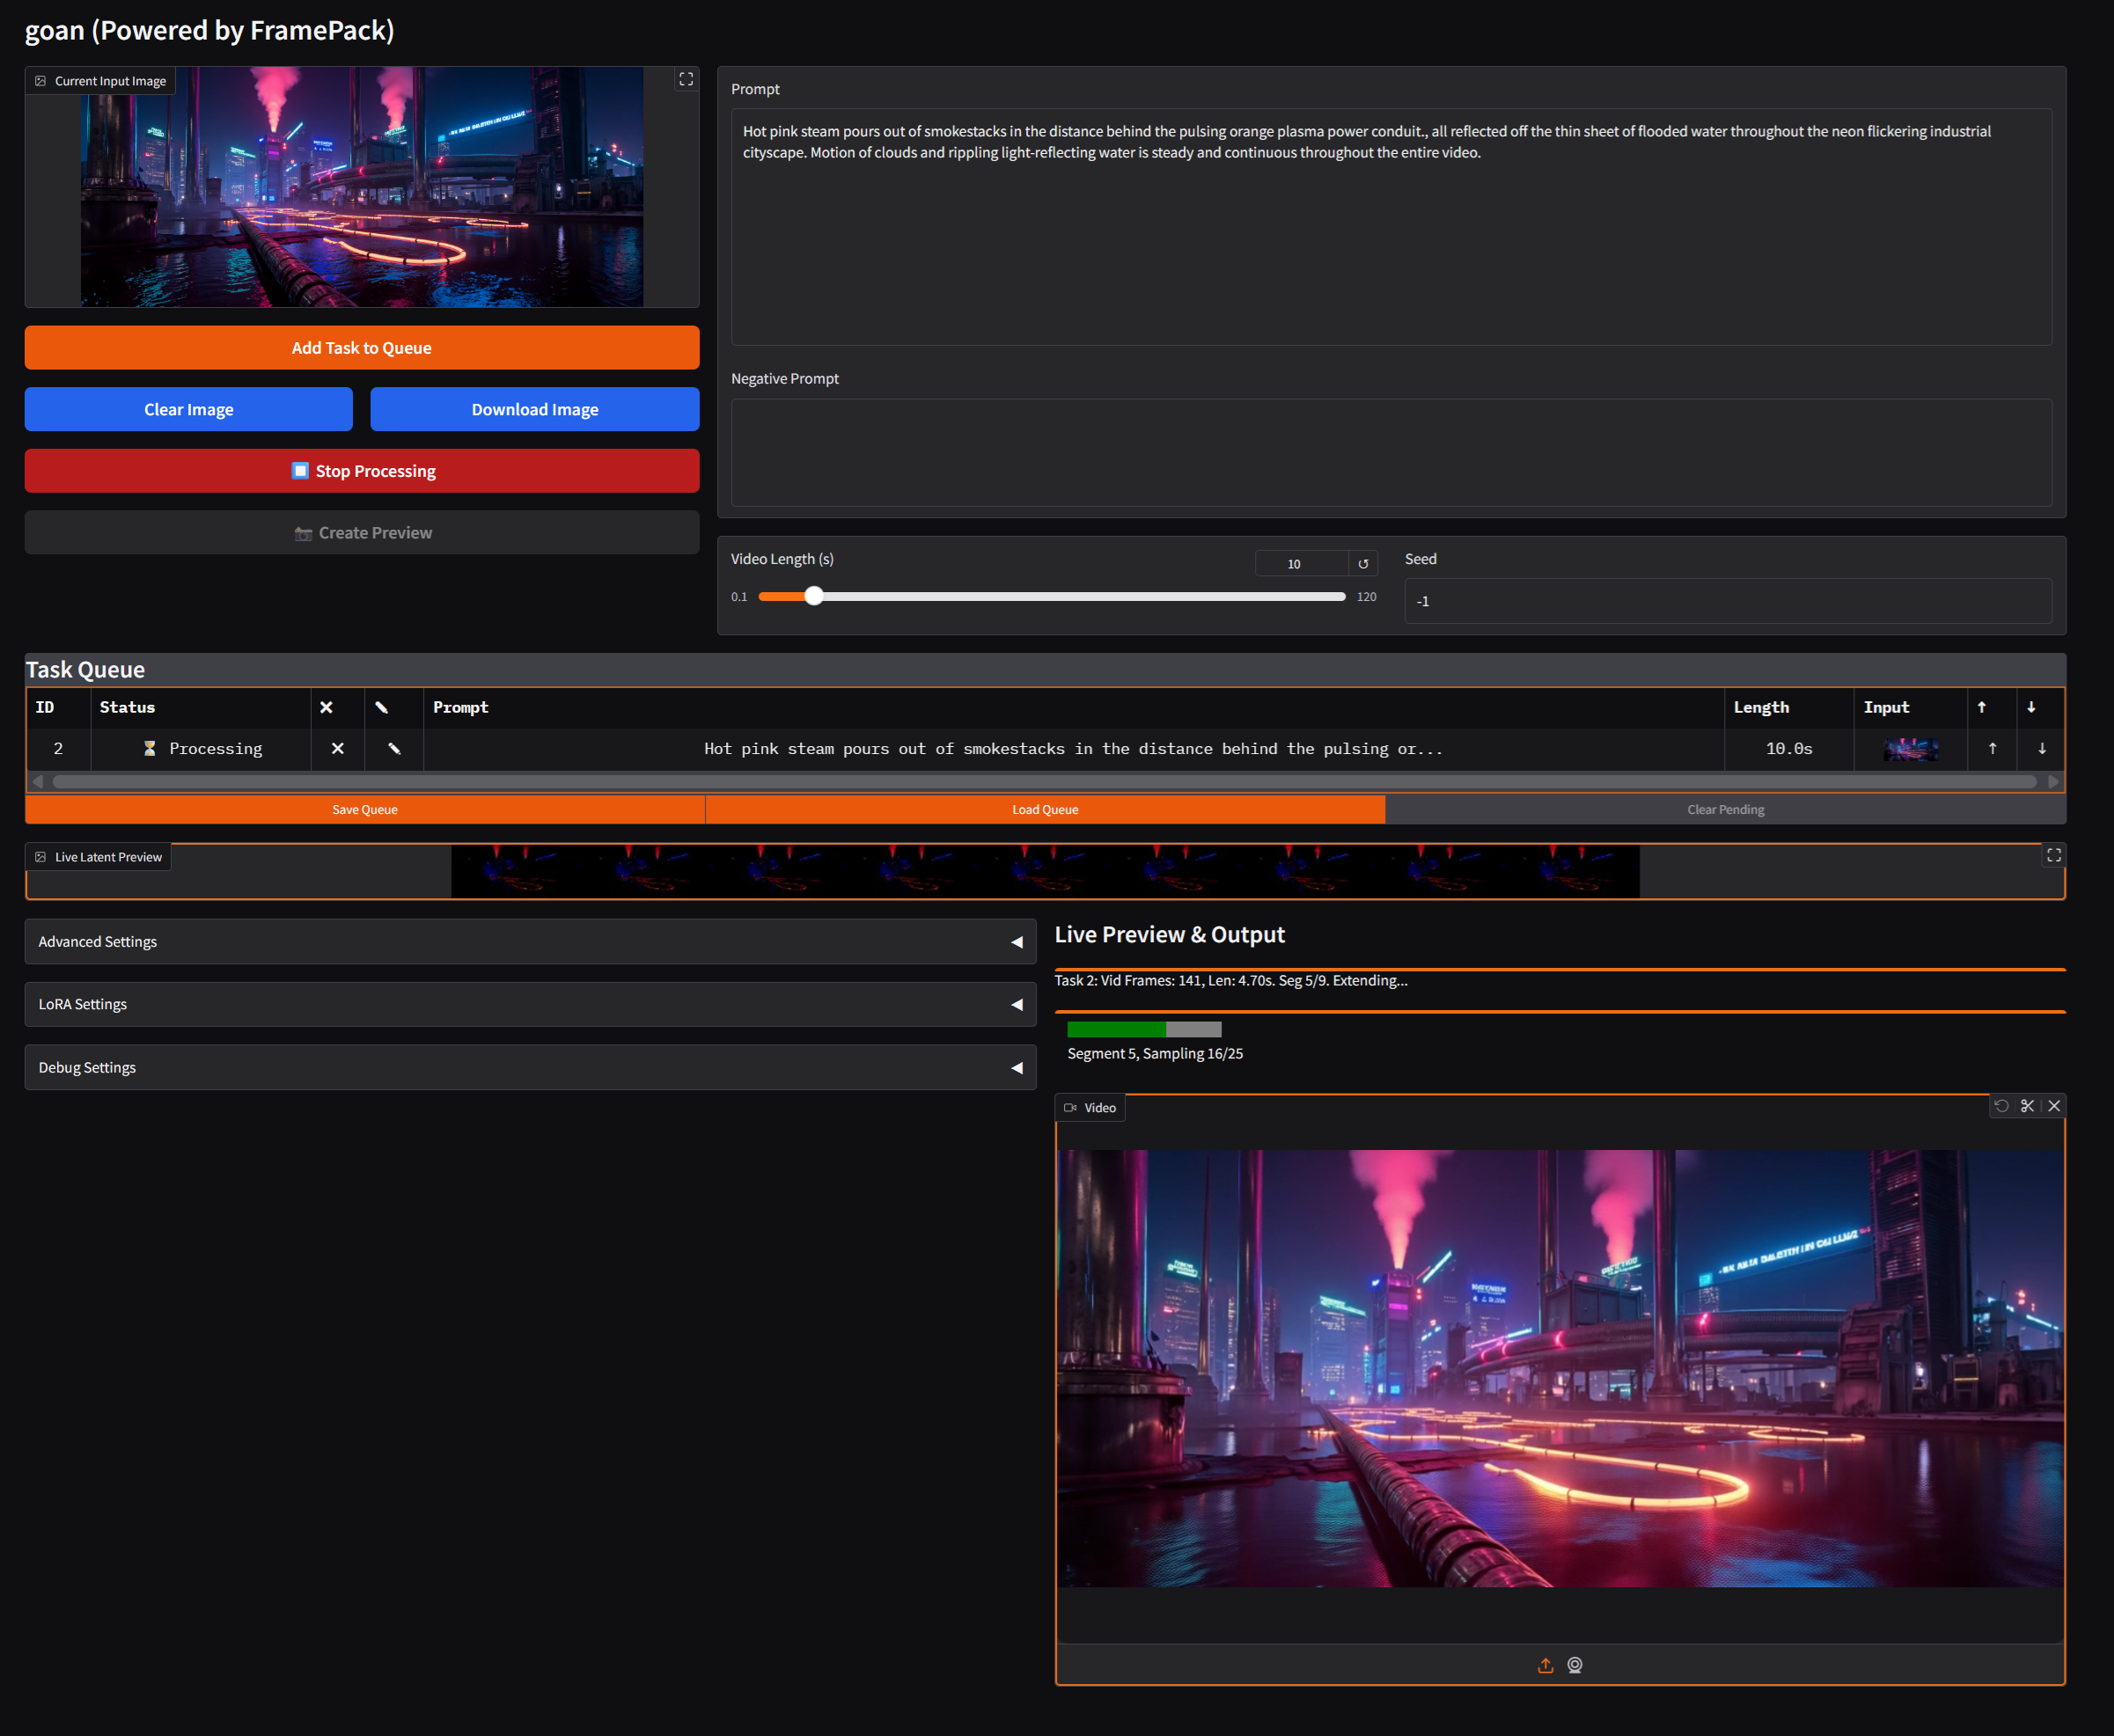 goan (Powered by FramePack)
Current Input Image
Add Task to Queue
Clear Image
Download Image
Stop Processing
Create Preview
Prompt
Hot pink steam pours out of smokestacks in the distance behind the pulsing orange plasma power conduit., all reflected off the thin sheet of flooded water throughout the neon flickering industrial
cityscape. Motion of clouds and rippling light-reflecting water is steady and continuous throughout the entire video.
Negative Prompt
Video Length (s)
10
0.1
120
Seed
-1
Task Queue
ID Status Prompt Length Input ↑ ↓
2 Processing Hot pink steam pours out of smokestacks in the distance behind the pulsing or... 10.0s ↑ ↓
Save Queue
Load Queue
Clear Pending
Live Latent Preview
Advanced Settings
LoRA Settings
Debug Settings
Live Preview & Output
Task 2: Vid Frames: 141, Len: 4.70s. Seg 5/9. Extending...
Segment 5, Sampling 16/25
Video